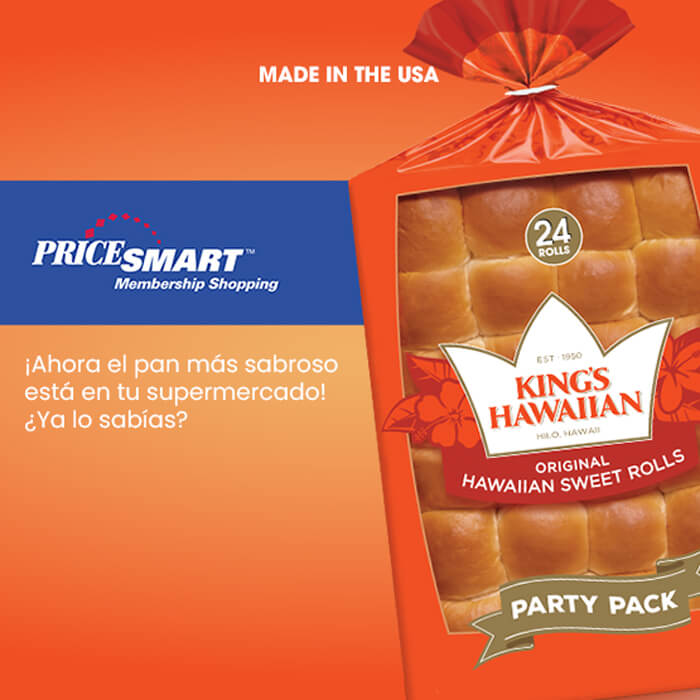 MADE IN THE USA
PRICESMART™
Membership Shopping
¡Ahora el pan más sabroso
está en tu supermercado!
¿Ya lo sabías?
24
ROLLS
EST · 1950
KING'S
HAWAIIAN
HILO, HAWAII
ORIGINAL
HAWAIIAN SWEET ROLLS
PARTY PACK